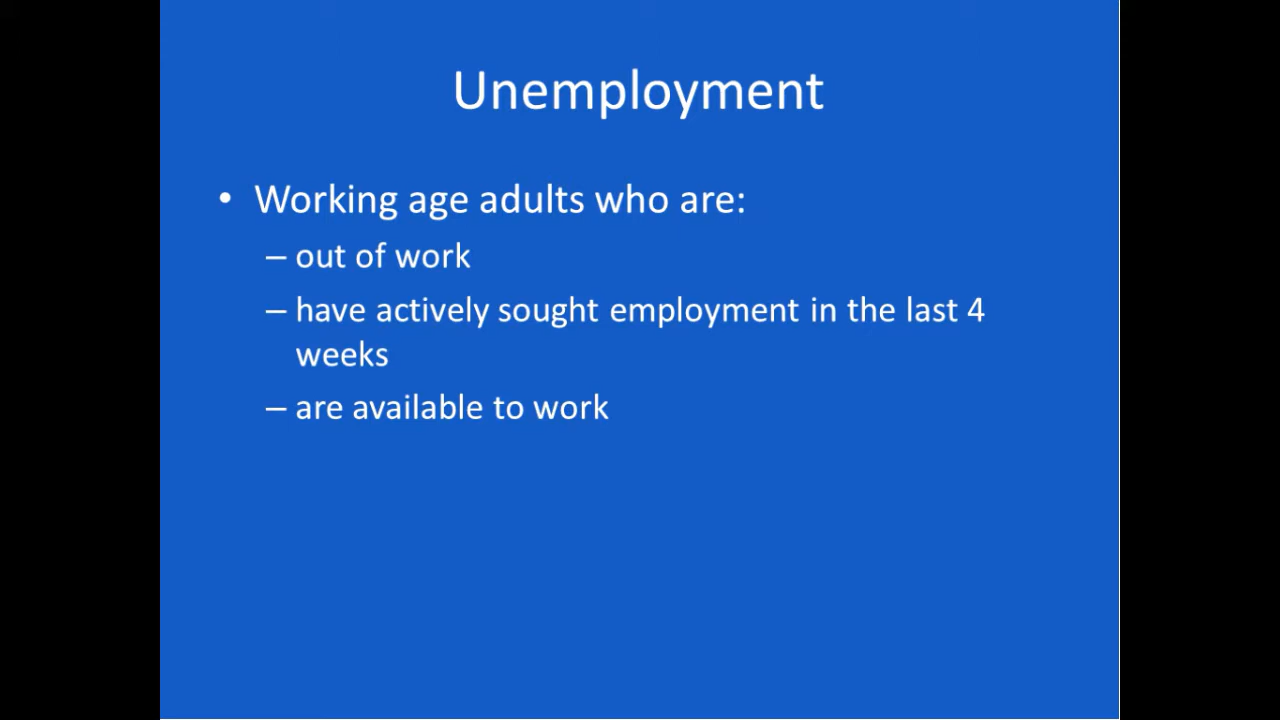 Unemployment
• Working age adults who are:
– out of work
– have actively sought employment in the last 4
weeks
– are available to work